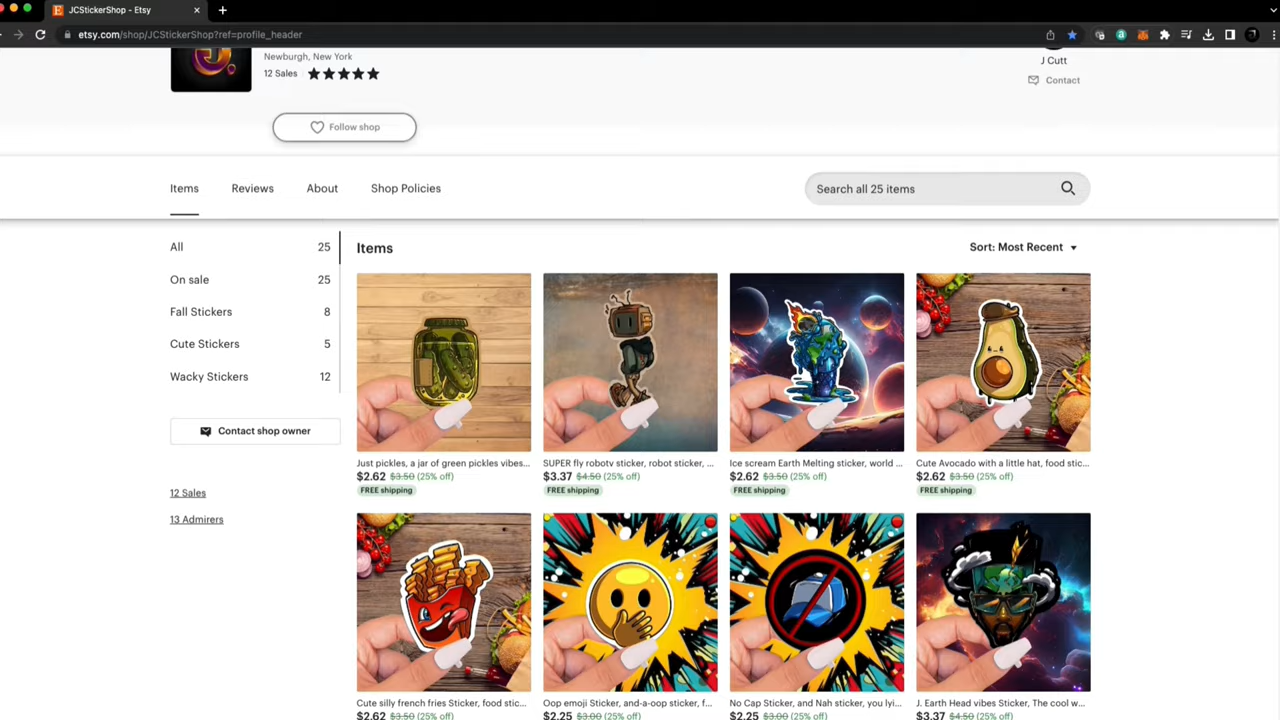 JCStickerShop - Etsy
etsy.com/shop/JCStickerShop?ref=profile_header
Newburgh, New York
12 Sales
J Cutt
Contact
Follow shop
Items
Reviews
About
Shop Policies
Search all 25 items
All 25
On sale 25
Fall Stickers 8
Cute Stickers 5
Wacky Stickers 12
Contact shop owner
12 Sales
13 Admirers
Items
Sort: Most Recent
Just pickles, a jar of green pickles vibes...
$2.62 $3.50 (25% off)
FREE shipping
SUPER fly robotv sticker, robot sticker, ...
$3.37 $4.50 (25% off)
FREE shipping
Ice scream Earth Melting sticker, world ...
$2.62 $3.50 (25% off)
FREE shipping
Cute Avocado with a little hat, food stic...
$2.62 $3.50 (25% off)
FREE shipping
Cute silly french fries Sticker, food stic...
$2.62 $3.50 (25% off)
Oop emoji Sticker, and-a-oop sticker, f...
$2.25 $3.00 (25% off)
No Cap Sticker, and Nah sticker, you lyi...
$2.25 $3.00 (25% off)
J. Earth Head vibes Sticker, The cool w...
$3.37 $4.50 (25% off)